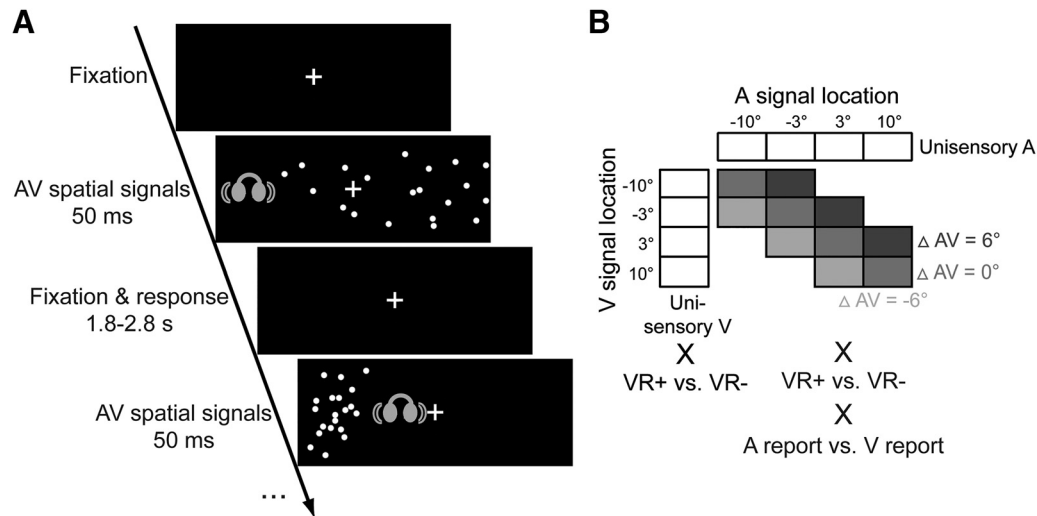 A
Fixation
AV spatial signals
50 ms
Fixation & response
1.8-2.8 s
AV spatial signals
50 ms
...
B
A signal location
-10° -3° 3° 10°
Unisensory A
V signal location
-10°
-3°
3°
10°
Δ AV = 6°
Δ AV = 0°
Δ AV = -6°
Uni-
sensory V
X
VR+ vs. VR-
X
VR+ vs. VR-
X
A report vs. V report